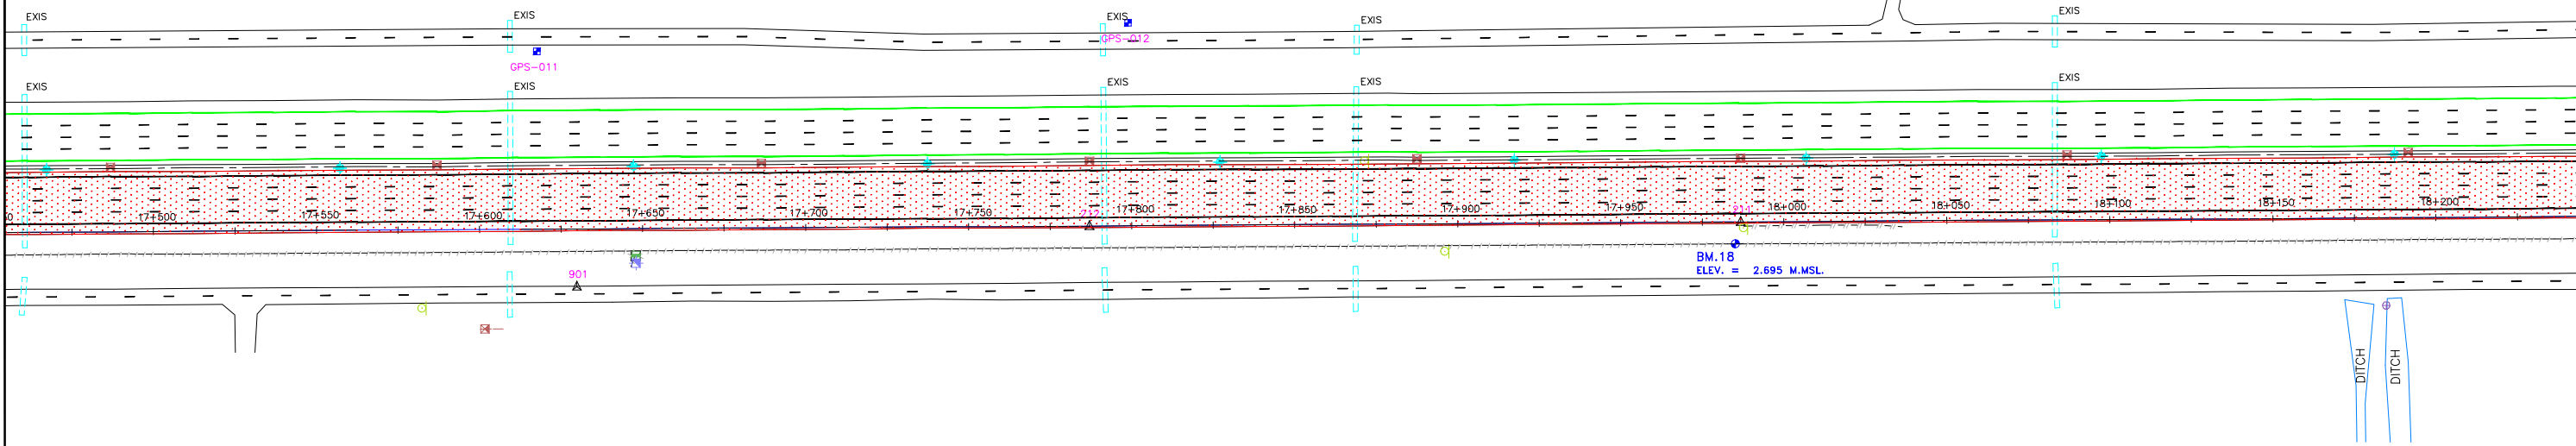 EXIS
EXIS
EXIS
EXIS
EXIS
GPS-012
GPS-011
EXIS
EXIS
EXIS
EXIS
EXIS
17+500
17+550
17+600
17+650
17+700
17+750
17+800
17+850
17+900
17+950
18+000
18+050
18+100
18+150
18+200
901
BM.18
ELEV. = 2.695 M.MSL.
DITCH
DITCH